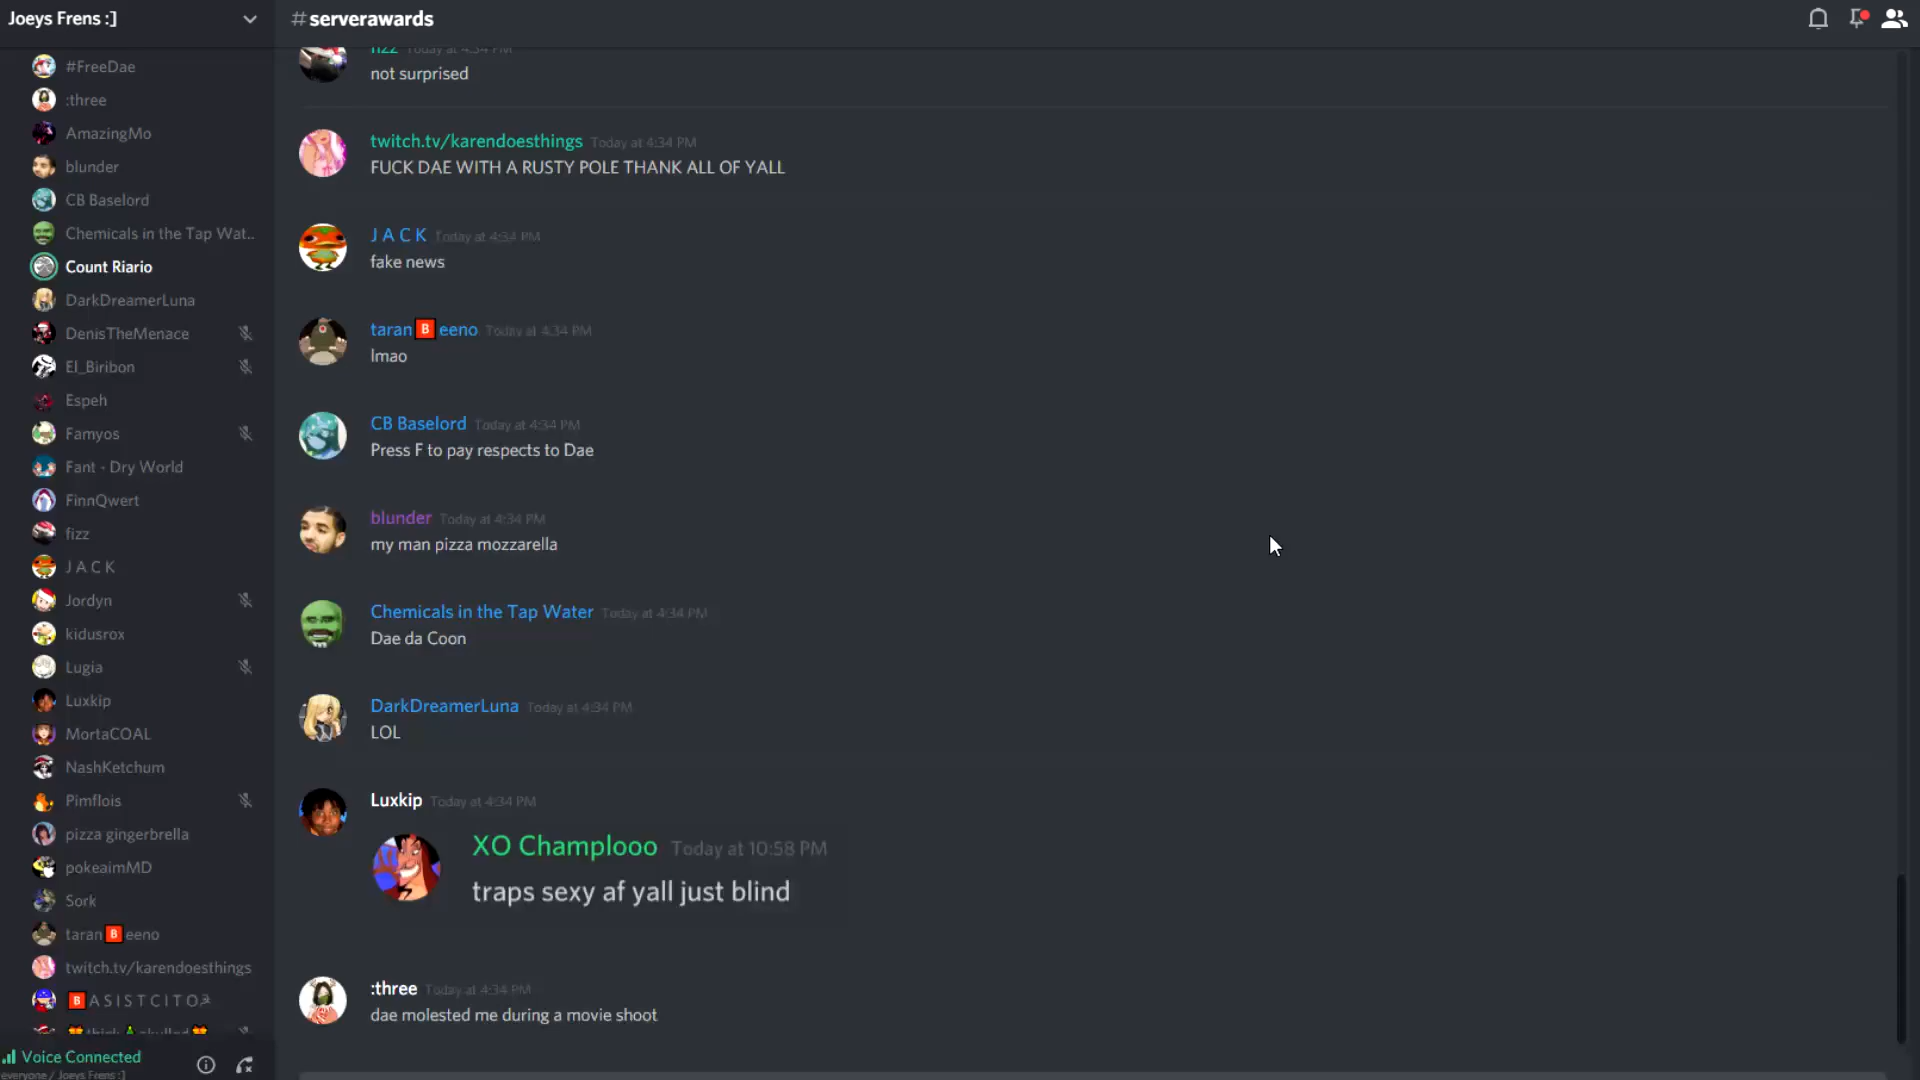 Joeys Frens :]
#serverawards
#FreeDae
:three
AmazingMo
blunder
CB Baselord
Chemicals in the Tap Wat..
Count Riario
DarkDreamerLuna
DenisTheMenace
El_Biribon
Espeh
Famyos
Fant - Dry World
FinnQwert
fizz
J A C K
Jordyn
kidusrox
Lugia
Luxkip
MortaCOAL
NashKetchum
Pimflois
pizza gingerbrella
pokeaimMD
Sork
taran🅱eeno
twitch.tv/karendoesthings
🅱A S I S T C I T O
Voice Connected
everyone / Joeys Frens :]
fizz Today at 4:34 PM
not surprised
twitch.tv/karendoesthings Today at 4:34 PM
FUCK DAE WITH A RUSTY POLE THANK ALL OF YALL
J A C K Today at 4:34 PM
fake news
taran🅱eeno Today at 4:34 PM
lmao
CB Baselord Today at 4:34 PM
Press F to pay respects to Dae
blunder Today at 4:34 PM
my man pizza mozzarella
Chemicals in the Tap Water Today at 4:34 PM
Dae da Coon
DarkDreamerLuna Today at 4:34 PM
LOL
Luxkip Today at 4:34 PM
XO Champlooo Today at 10:58 PM
traps sexy af yall just blind
:three Today at 4:34 PM
dae molested me during a movie shoot